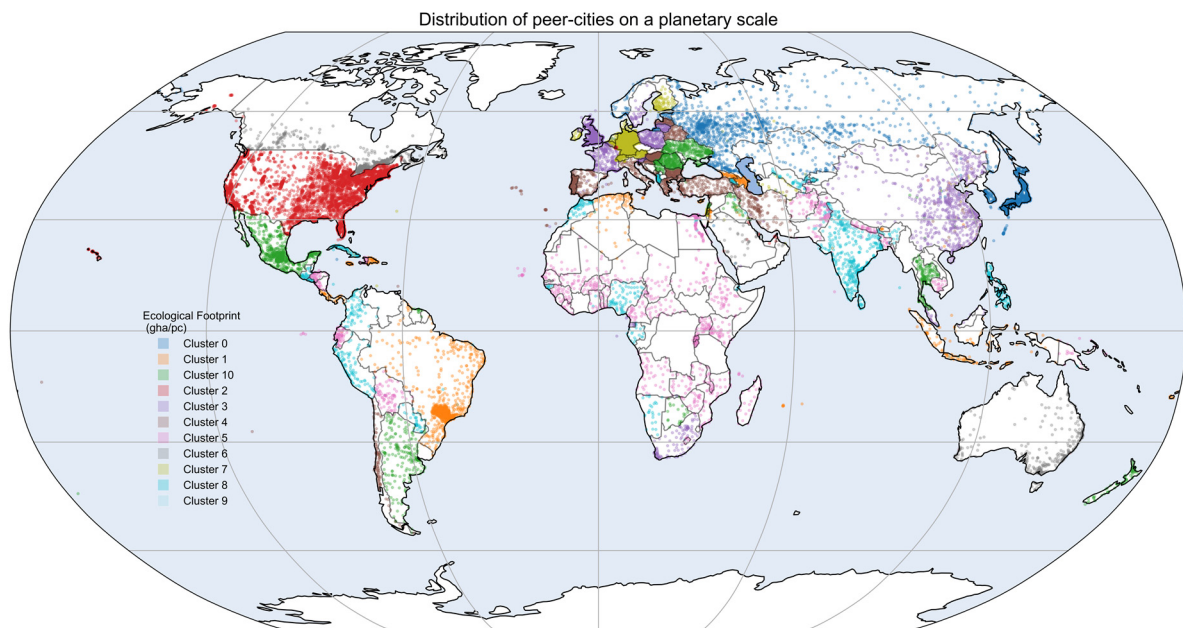 Distribution of peer-cities on a planetary scale
Ecological Footprint
(gha/pc)
Cluster 0
Cluster 1
Cluster 10
Cluster 2
Cluster 3
Cluster 4
Cluster 5
Cluster 6
Cluster 7
Cluster 8
Cluster 9